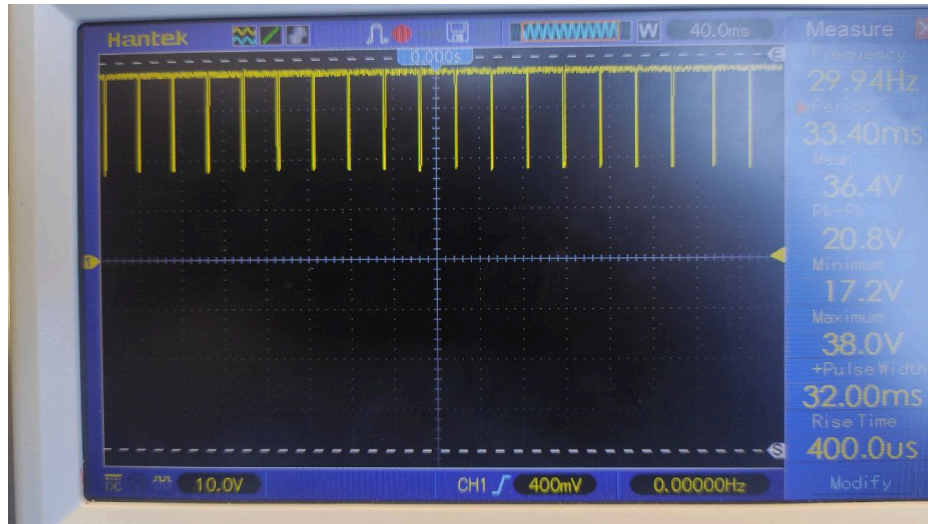 Hantek
W
40.0ms
Measure
0.000s
E
Frequency
29.94Hz
Period
33.40ms
Mean
36.4V
Pk-Pk
20.8V
Minimum
17.2V
Maximum
38.0V
+Pulse Width
32.00ms
Rise Time
400.0us
1
S
DC
10.0V
CH1
400mV
0.00000Hz
Modify